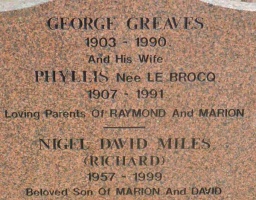 GEORGE GREAVES
1903 - 1990
And His Wife
PHYLLIS Nee LE BROCQ
1907 - 1991
Loving Parents Of RAYMOND And MARION
NIGEL DAVID MILES
(RICHARD)
1957 - 1999
Beloved Son Of MARION And DAVID